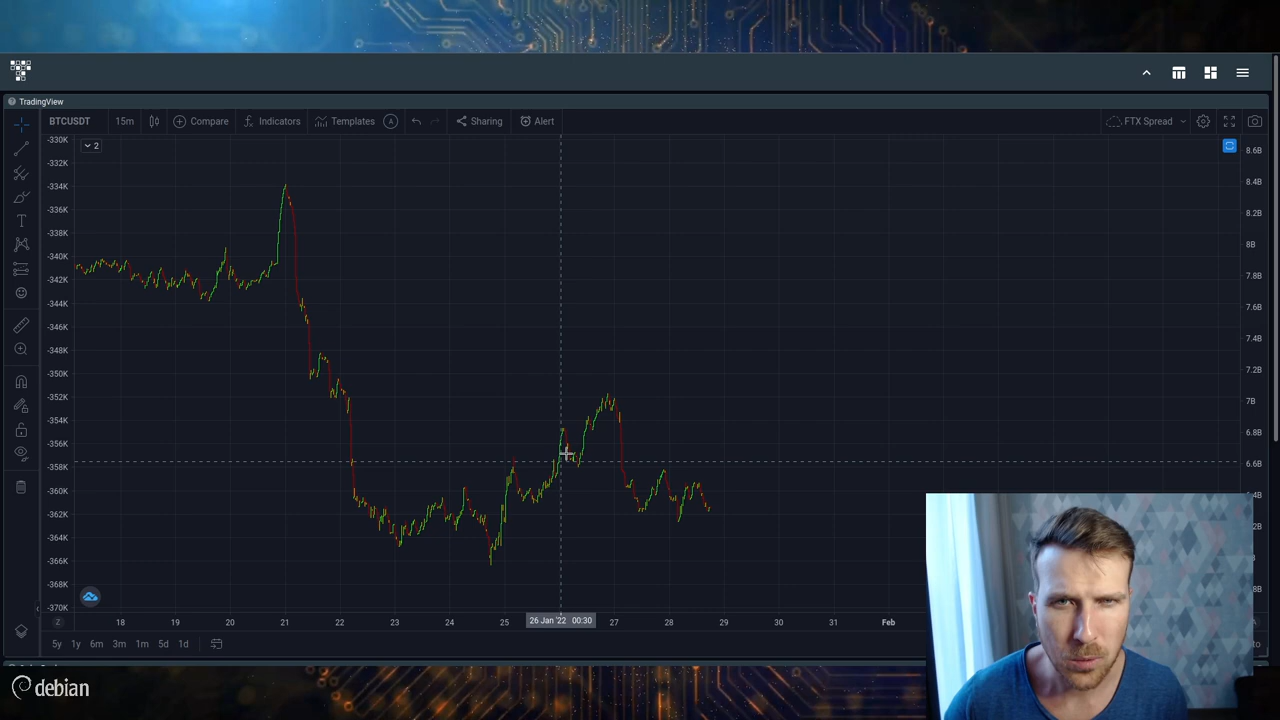 TradingView
BTCUSDT 15m Compare Indicators Templates A Sharing Alert FTX Spread
2
-330K
-332K
-334K
-336K
-338K
-340K
-342K
-344K
-346K
-348K
-350K
-352K
-354K
-356K
-358K
-360K
-362K
-364K
-366K
-368K
-370K
8.6B
8.4B
8.2B
8B
7.8B
7.6B
7.4B
7.2B
7B
6.8B
6.6B
Z 18 19 20 21 22 23 24 25 26 Jan '22 00:30 27 28 29 30 31 Feb
5y 1y 6m 3m 1m 5d 1d
debian